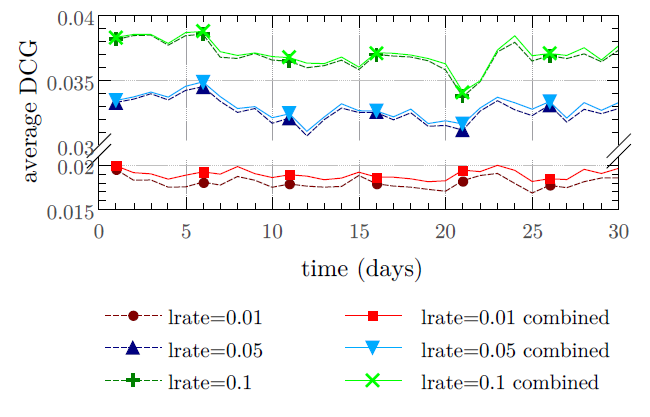 0.04
0.035
0.03
0.02
0.015
average DCG
0 5 10 15 20 25 30
time (days)
lrate=0.01 lrate=0.01 combined
lrate=0.05 lrate=0.05 combined
lrate=0.1 lrate=0.1 combined